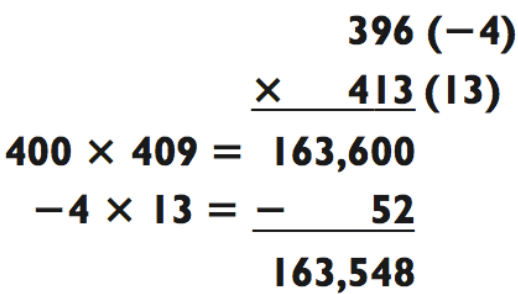 396 (−4)
× 413 (13)
400 × 409 = 163,600
−4 × 13 = − 52
163,548